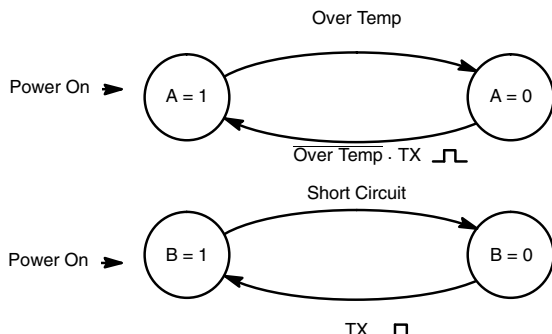 Over Temp
Power On
A = 1
A = 0
Over Temp . TX
Short Circuit
Power On
B = 1
B = 0
TX